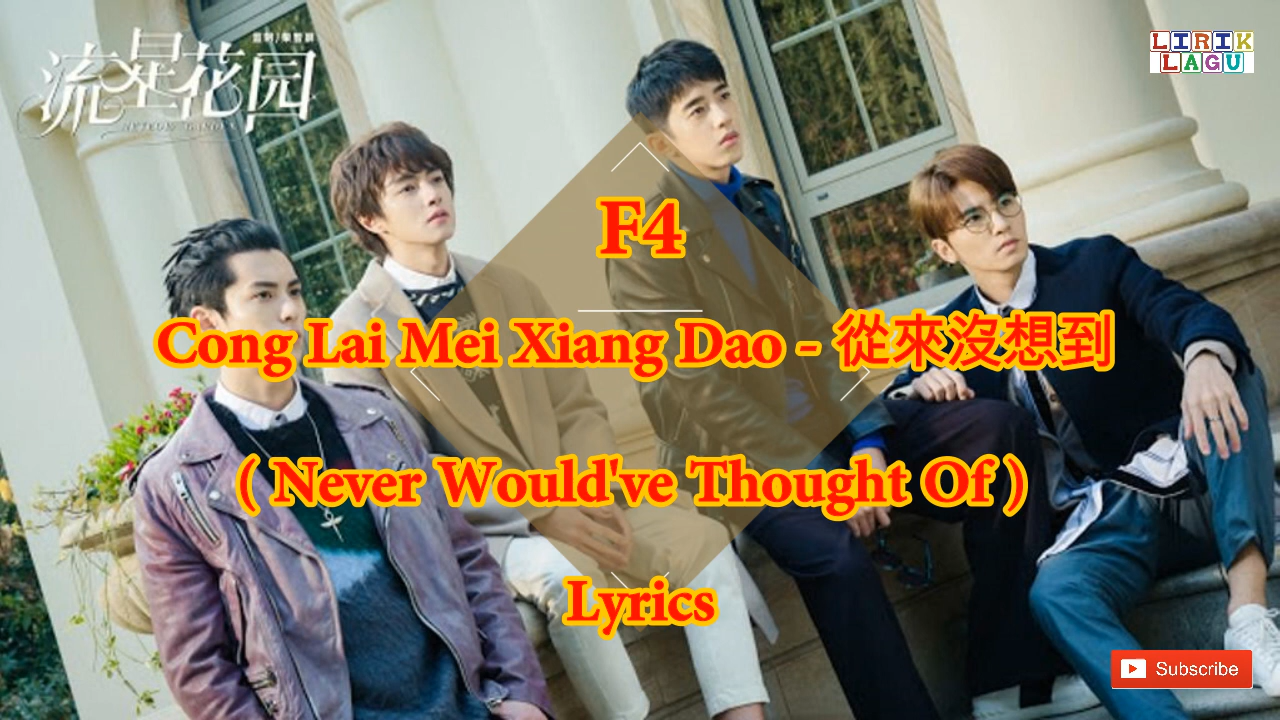 流星花园
LIRIK
LAGU
F4
Cong Lai Mei Xiang Dao - 從來沒想到
( Never Would've Thought Of )
Lyrics
Subscribe